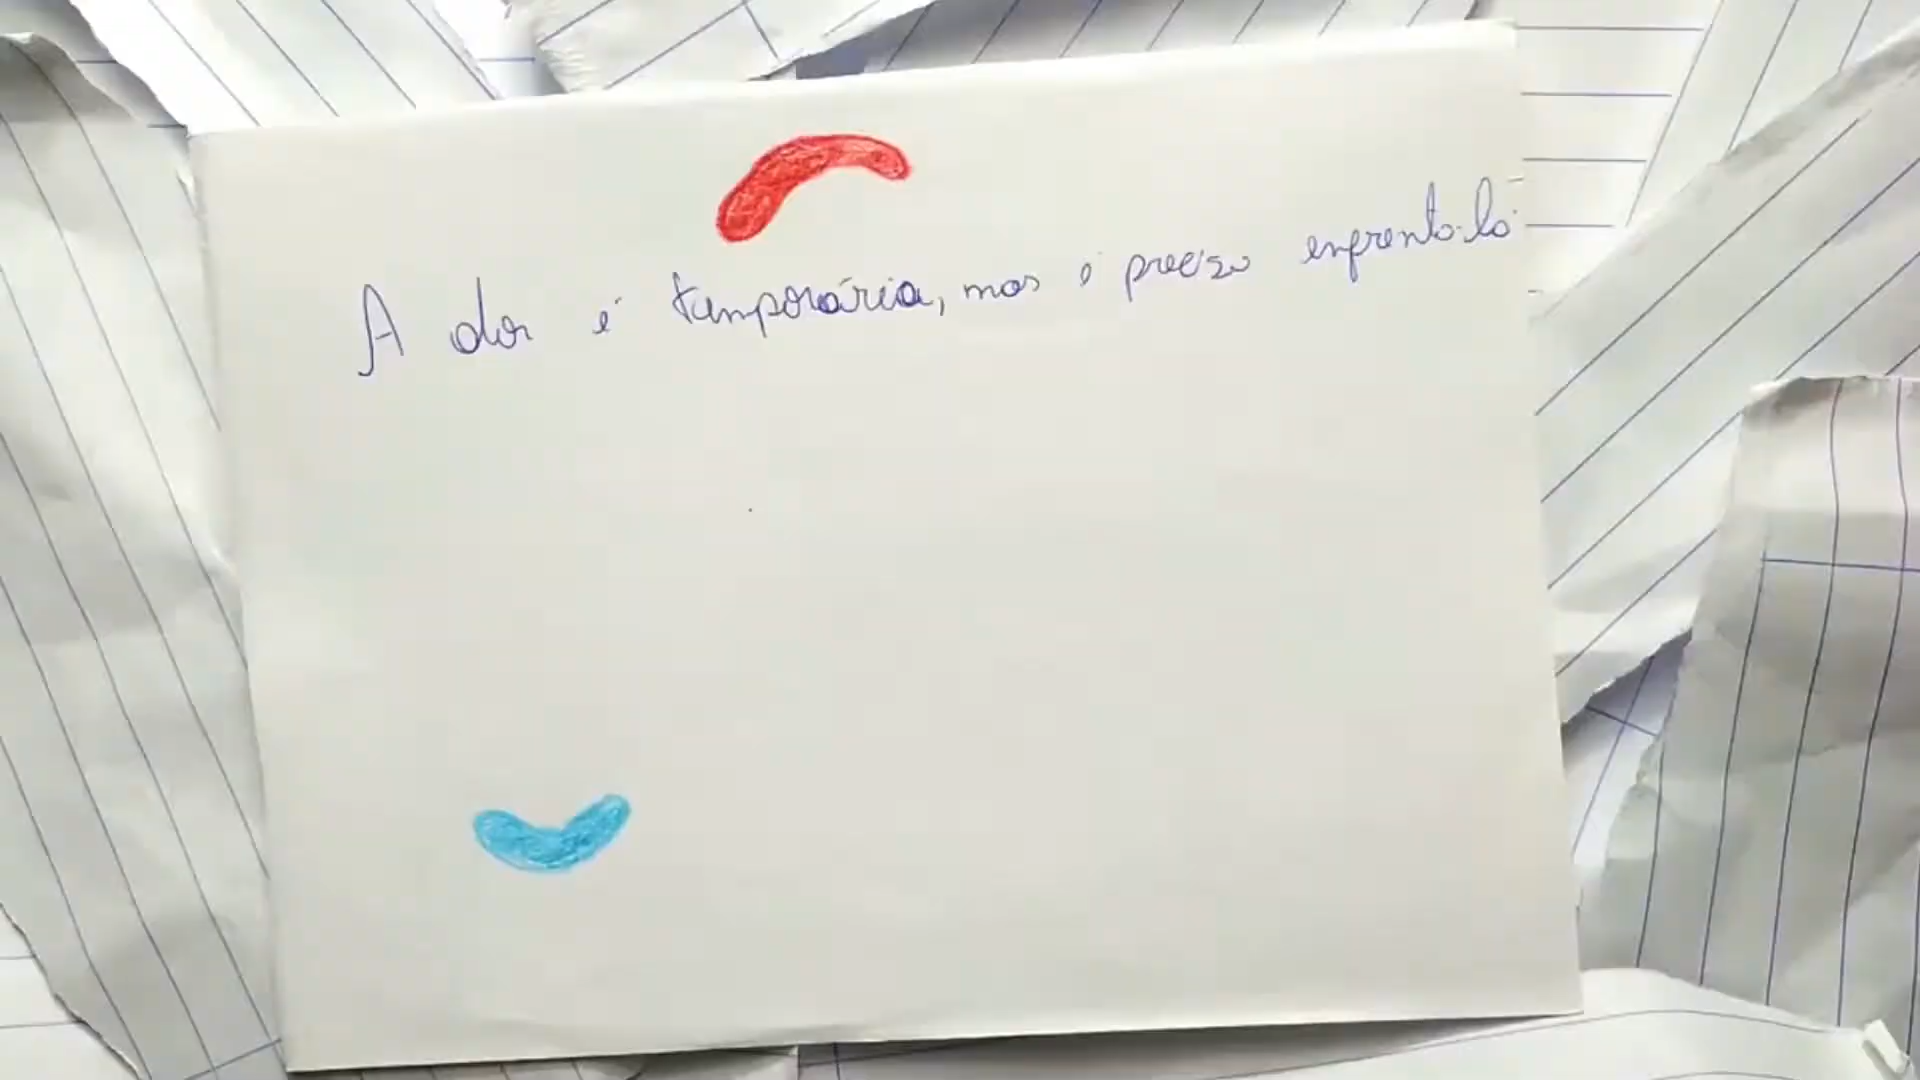 A dor é temporária, mas é preciso enfrentá-la